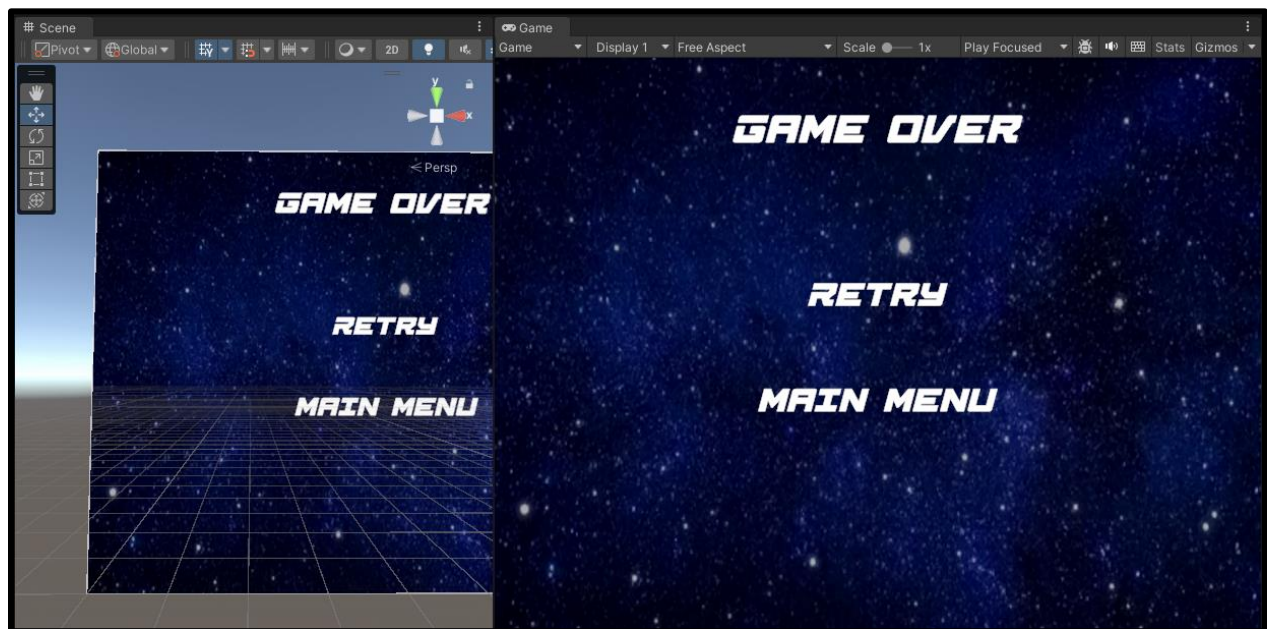 Scene
Pivot Global 2D
y
x
Persp
GAME OVER
RETRY
MAIN MENU
Game
Game Display 1 Free Aspect Scale 1x Play Focused Stats Gizmos
GAME OVER
RETRY
MAIN MENU